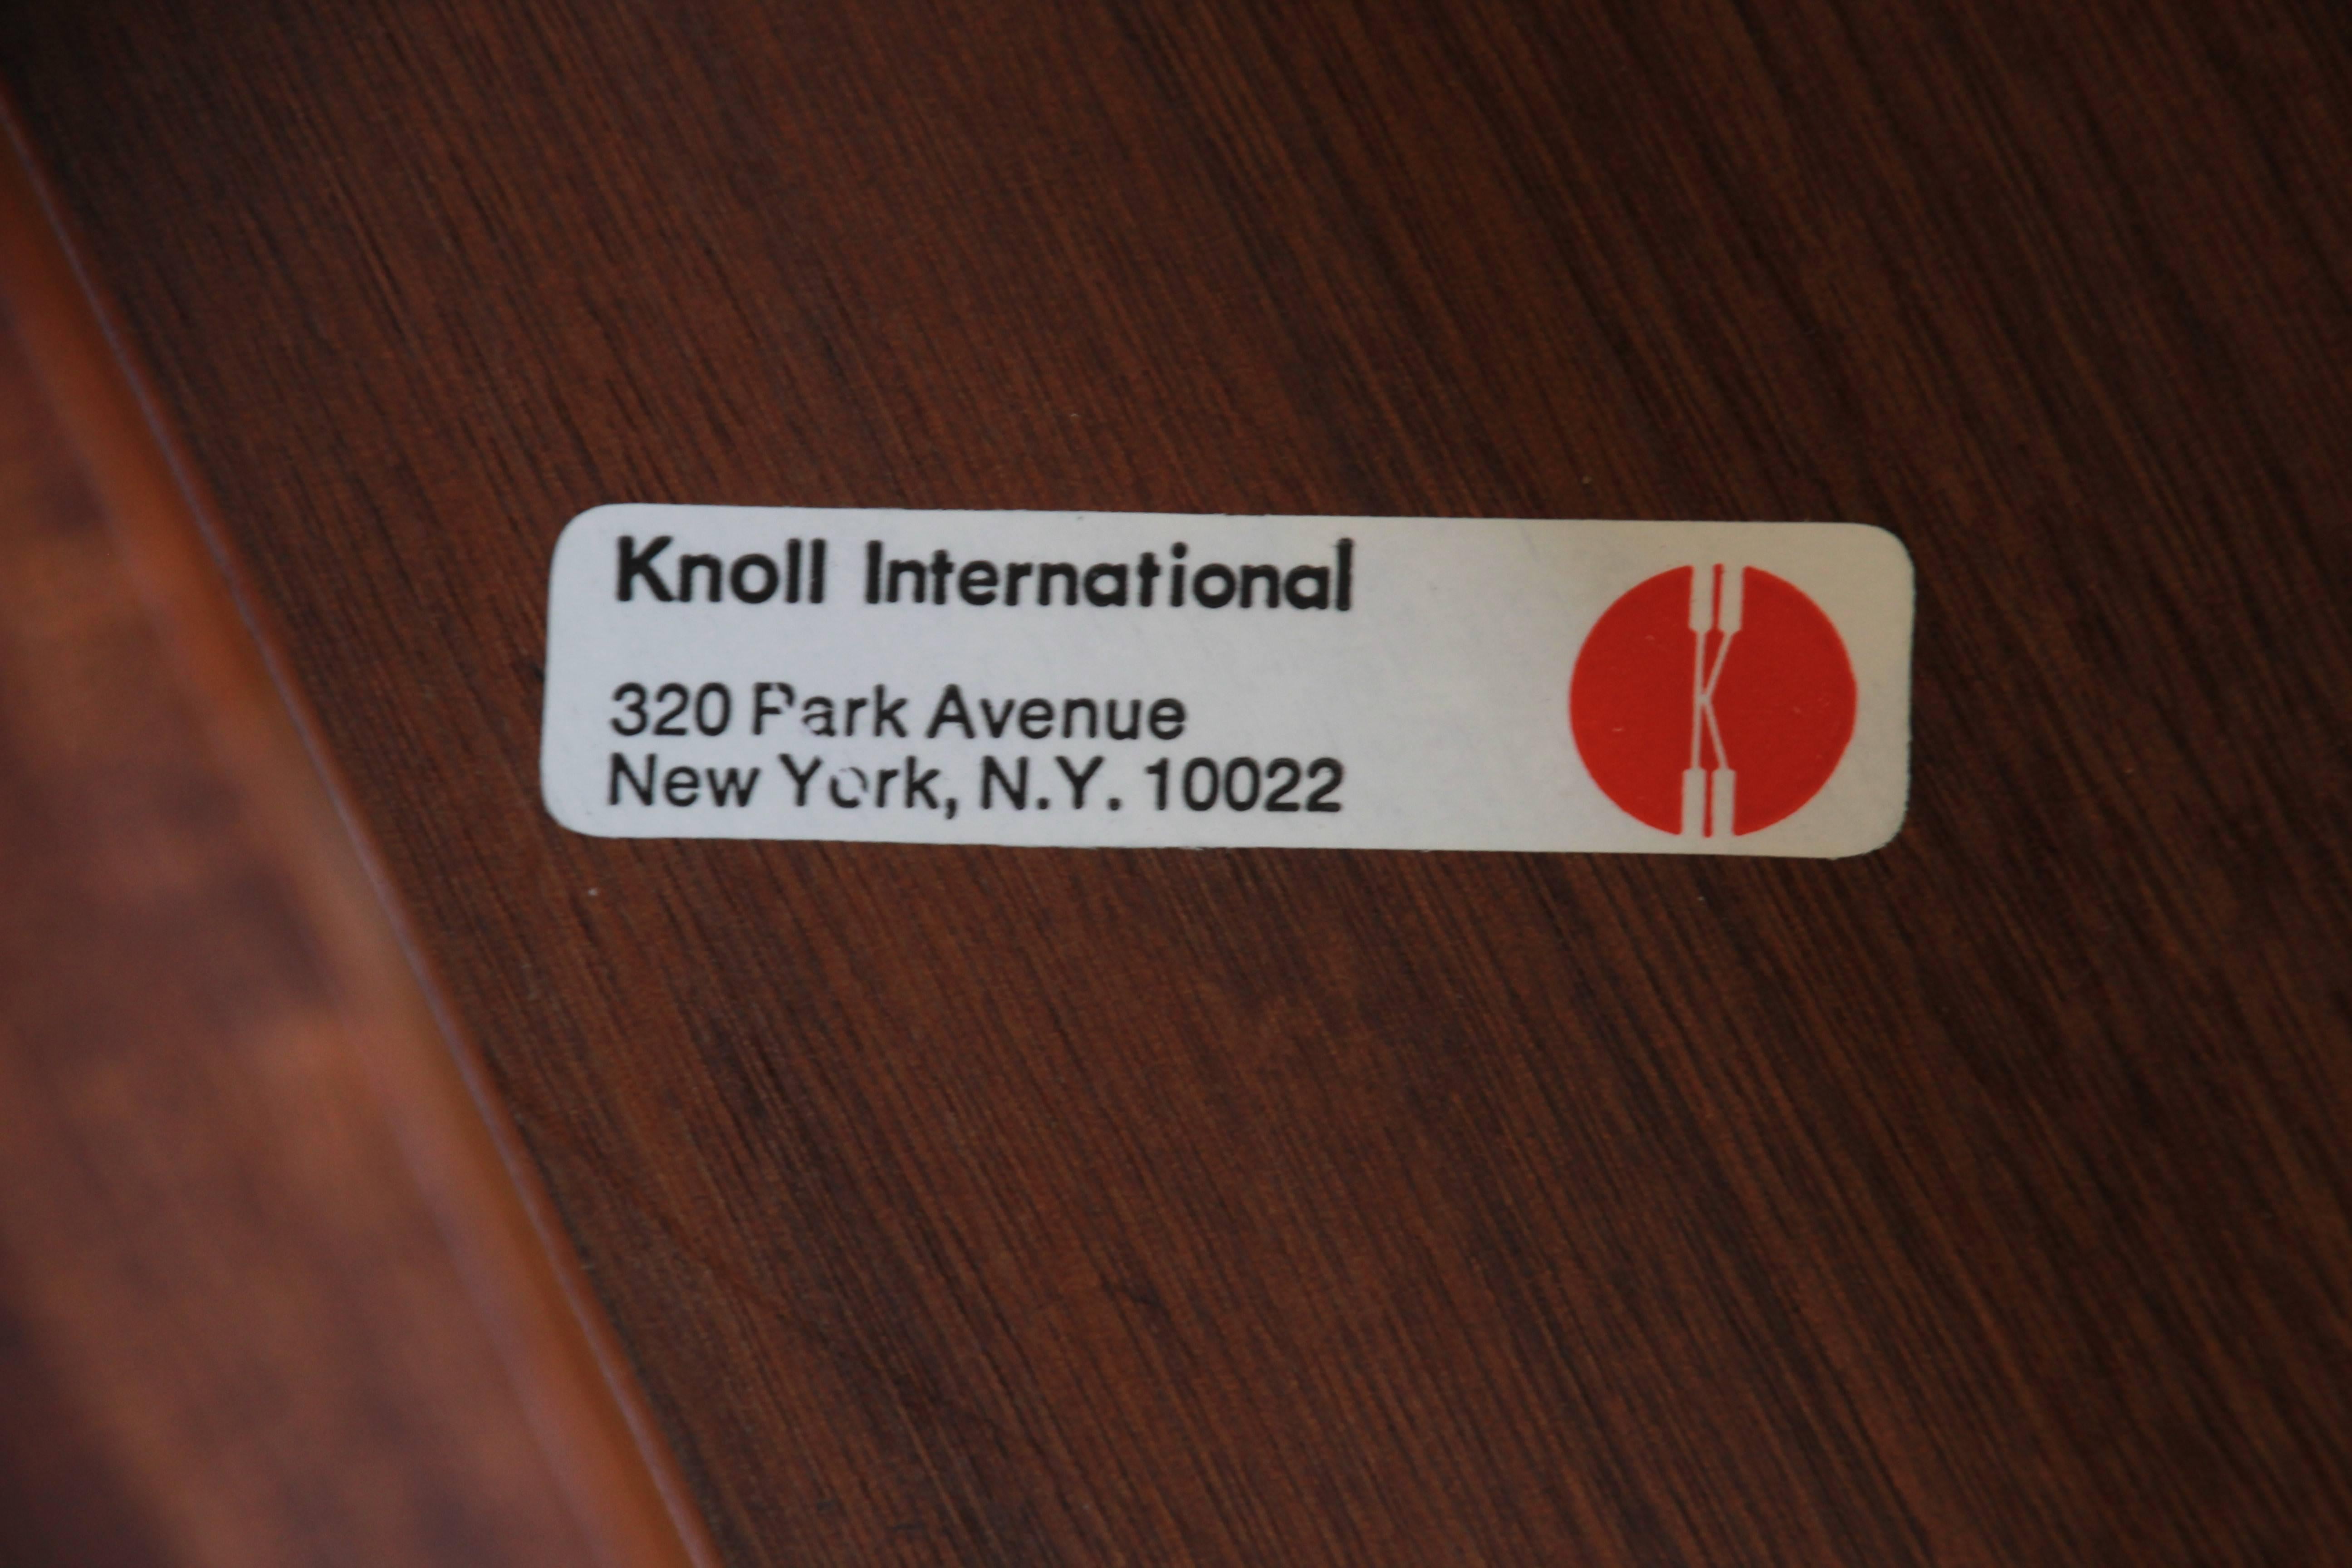 Knoll International
320 Park Avenue
New York, N.Y. 10022
K